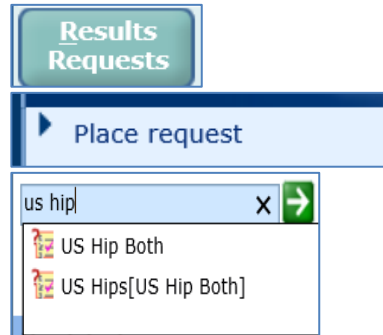 Results
Requests
Place request
us hip
US Hip Both
US Hips[US Hip Both]